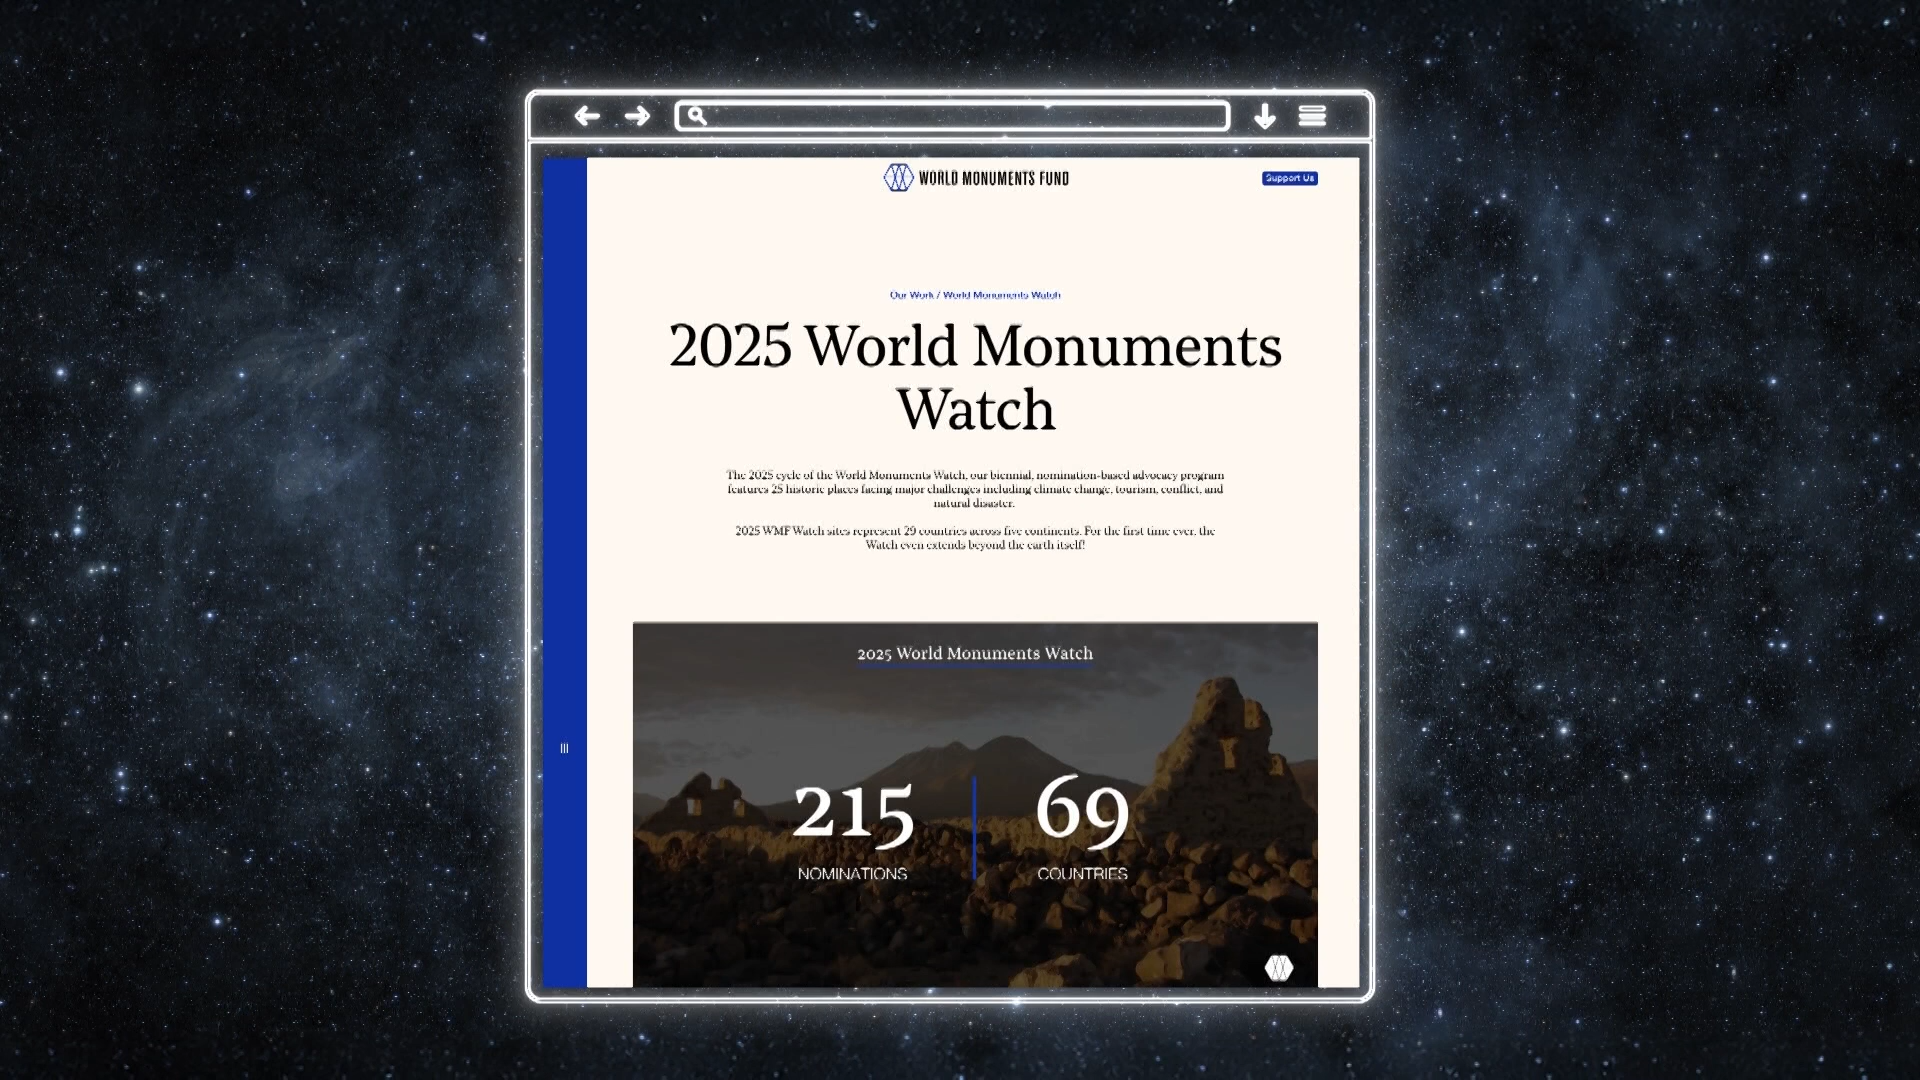 WORLD MONUMENTS FUND
Support Us
Our Work / World Monuments Watch
2025 World Monuments
Watch
The 2025 cycle of the World Monuments Watch, our biennial, nomination-based advocacy program
features 25 historic places facing major challenges including climate change, tourism, conflict, and
natural disaster.
2025 WMF Watch sites represent 29 countries across five continents. For the first time ever, the
Watch even extends beyond the earth itself!
2025 World Monuments Watch
215 69
NOMINATIONS COUNTRIES